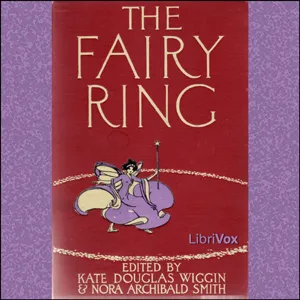 THE
FAIRY
RING
LibriVox
EDITED BY
KATE DOUGLAS WIGGIN
& NORA ARCHIBALD SMITH